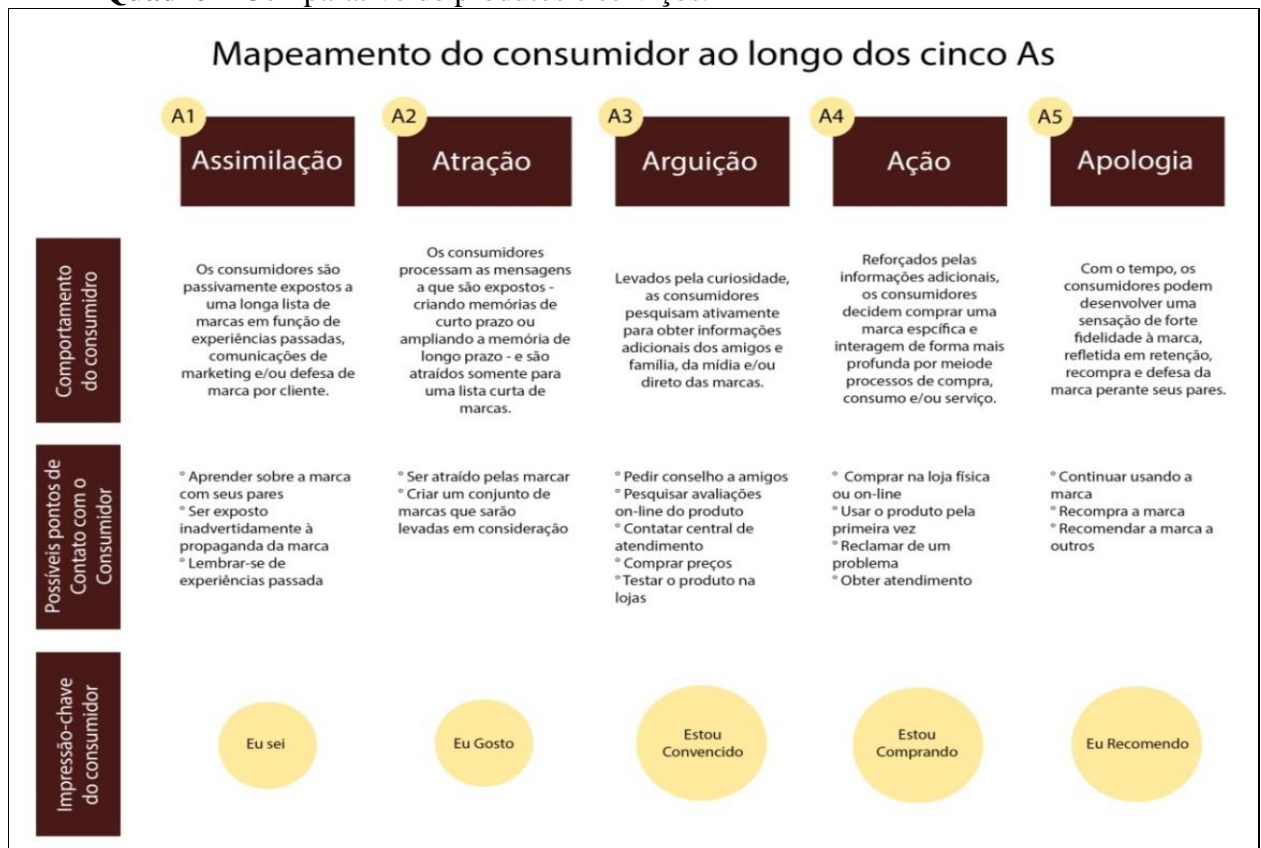 Mapeamento do consumidor ao longo dos cinco As
A1
Assimilação
A2
Atração
A3
Arguição
A4
Ação
A5
Apologia
Comportamento
do consumidro
Os consumidores são
passivamente expostos a
uma longa lista de
marcas em função de
experiências passadas,
comunicações de
marketing e/ou defesa de
marca por cliente.
Os consumidores
processam as mensagens
a que são expostos -
criando memórias de
curto prazo ou
ampliando a memória de
longo prazo - e são
atraídos somente para
uma lista curta de
marcas.
Levados pela curiosidade,
as consumidores
pesquisam ativamente
para obter informações
adicionais dos amigos e
família, da mídia e/ou
direto das marcas.
Reforçados pelas
informações adicionais,
os consumidores
decidem comprar uma
marca espcífica e
interagem de forma mais
profunda por meiode
processos de compra,
consumo e/ou serviço.
Com o tempo, os
consumidores podem
desenvolver uma
sensação de forte
fidelidade à marca,
refletida em retenção,
recompra e defesa da
marca perante seus pares.
Possíveis pontos de
Contato com o
Consumidor
° Aprender sobre a marca
com seus pares
° Ser exposto
inadvertidamente à
propaganda da marca
° Lembrar-se de
experiências passada
° Ser atraído pelas marcar
° Criar um conjunto de
marcas que sarão
levadas em consideração
° Pedir conselho a amigos
° Pesquisar avaliações
on-line do produto
° Contatar central de
atendimento
° Comprar preços
° Testar o produto na
lojas
° Comprar na loja física
ou on-line
° Usar o produto pela
primeira vez
° Reclamar de um
problema
° Obter atendimento
° Continuar usando a
marca
° Recompra a marca
° Recomendar a marca a
outros
Impressão-chave
do consumidor
Eu sei
Eu Gosto
Estou
Convencido
Estou
Comprando
Eu Recomendo